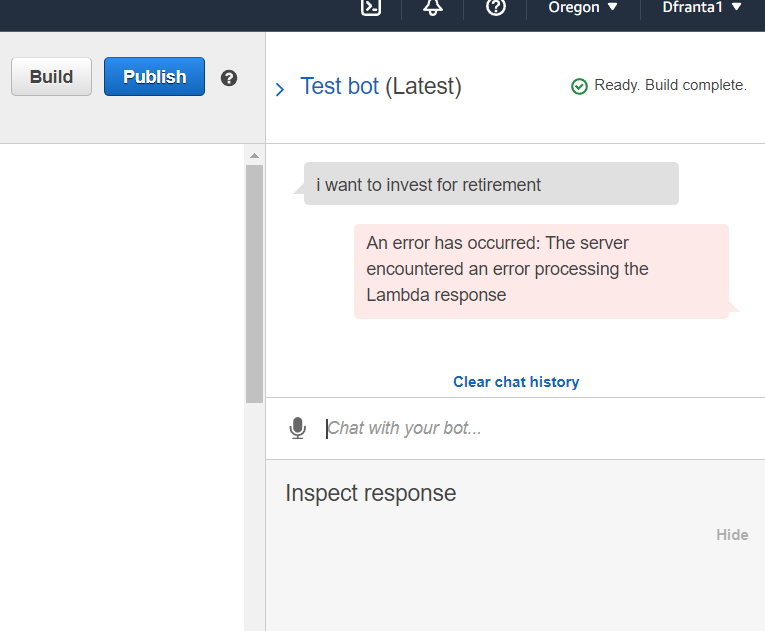 Oregon ▼ Dfranta1 ▼
Build Publish ?
Test bot (Latest)
Ready. Build complete.
i want to invest for retirement
An error has occurred: The server
encountered an error processing the
Lambda response
Clear chat history
Chat with your bot...
Inspect response
Hide